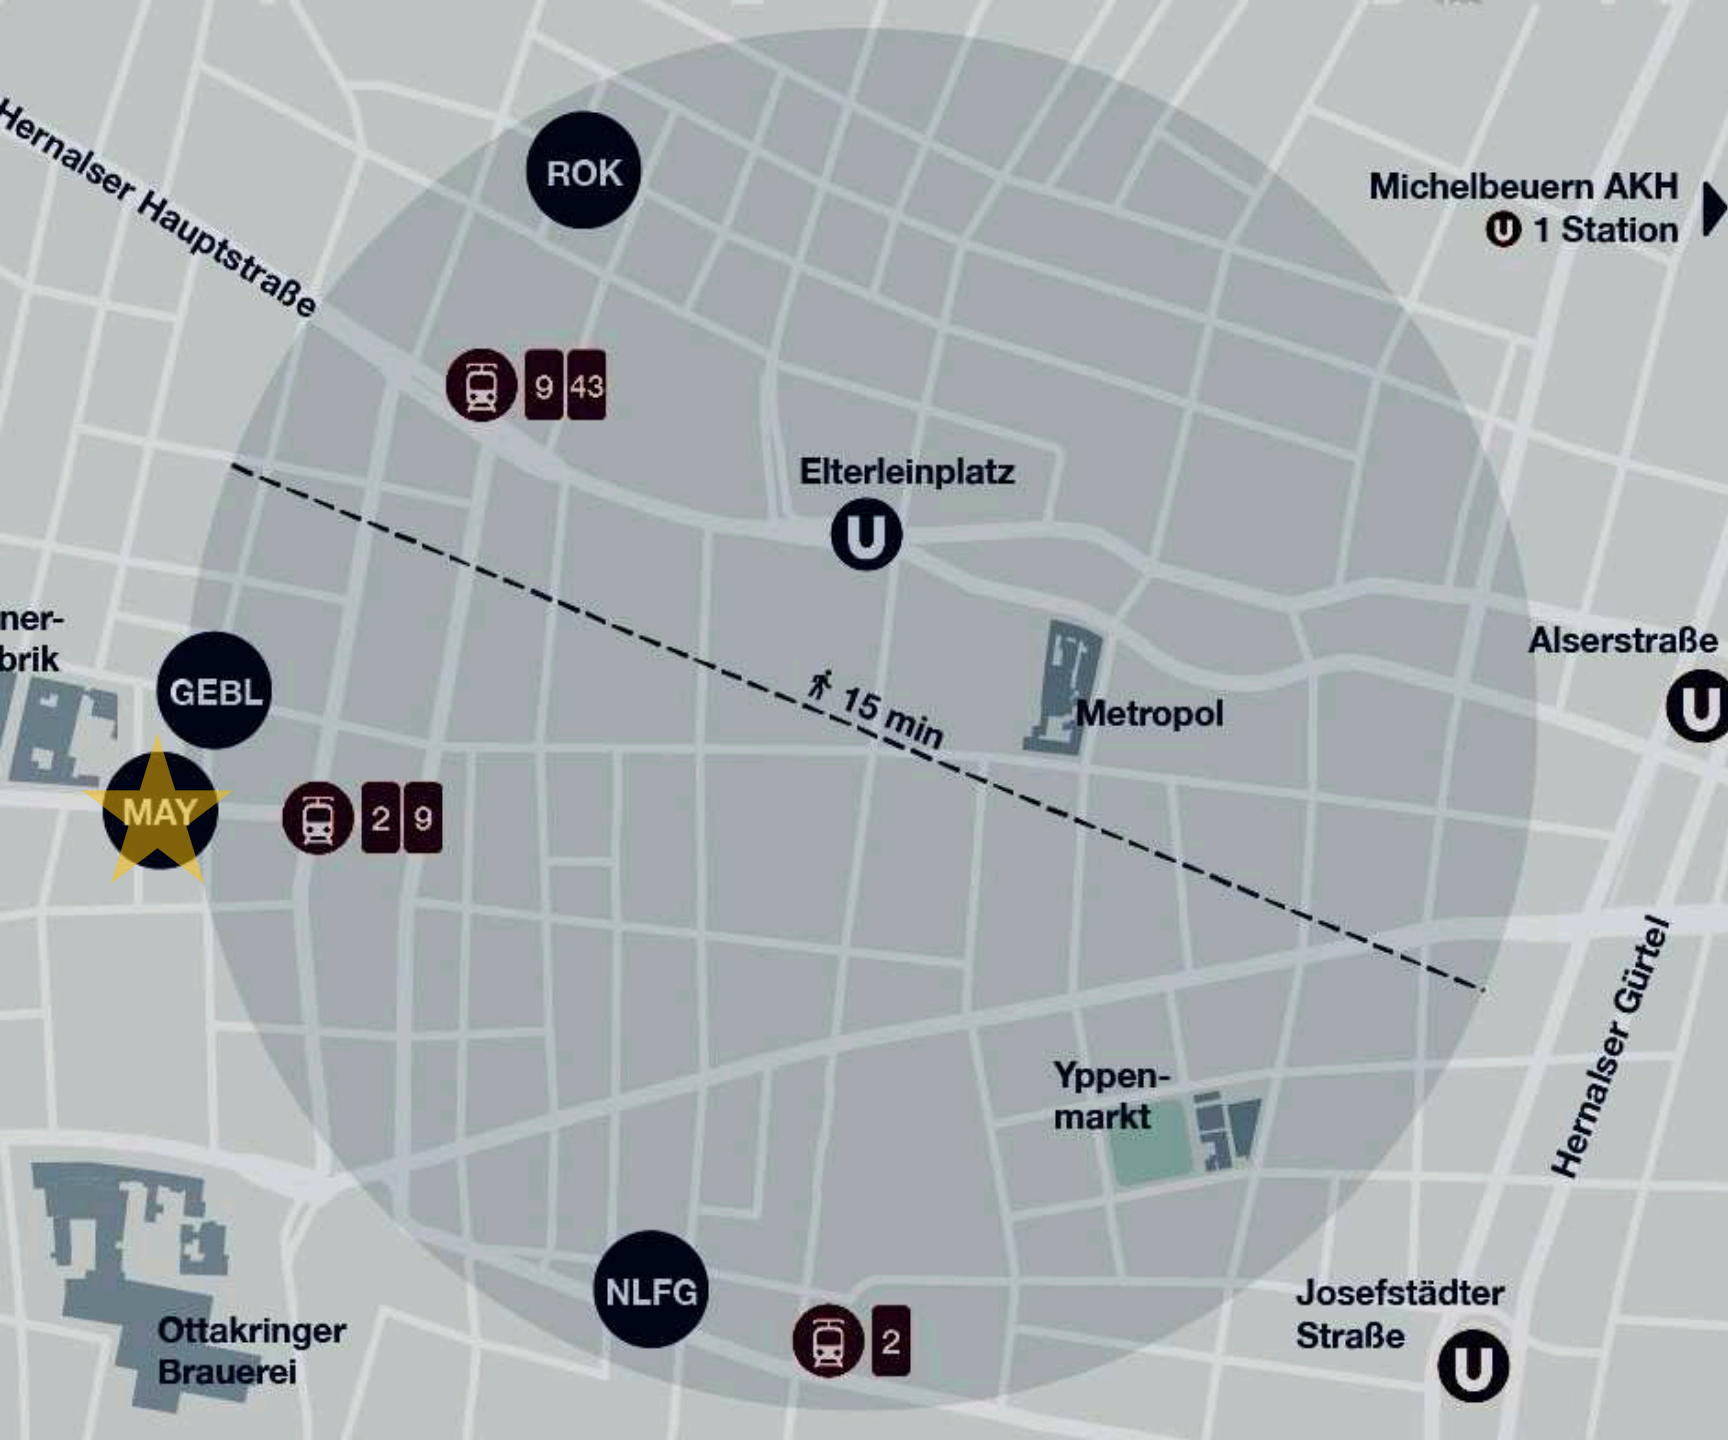 Hernalser Hauptstraße
ROK
Michelbeuern AKH
U 1 Station
9 43
Elterleinplatz
U
ner-
brik
GEBL
Alserstraße
U
15 min
Metropol
MAY
2 9
Hernalser Gürtel
Yppen-
markt
NLFG
2
Josefstädter
Straße
U
Ottakringer
Brauerei